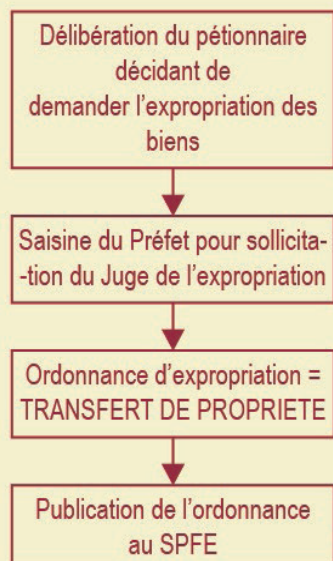 Délibération du pétionnaire
décidant de
demander l’expropriation des
biens
Saisine du Préfet pour sollicita-
-tion du Juge de l’expropriation
Ordonnance d’expropriation =
TRANSFERT DE PROPRIETE
Publication de l’ordonnance
au SPFE